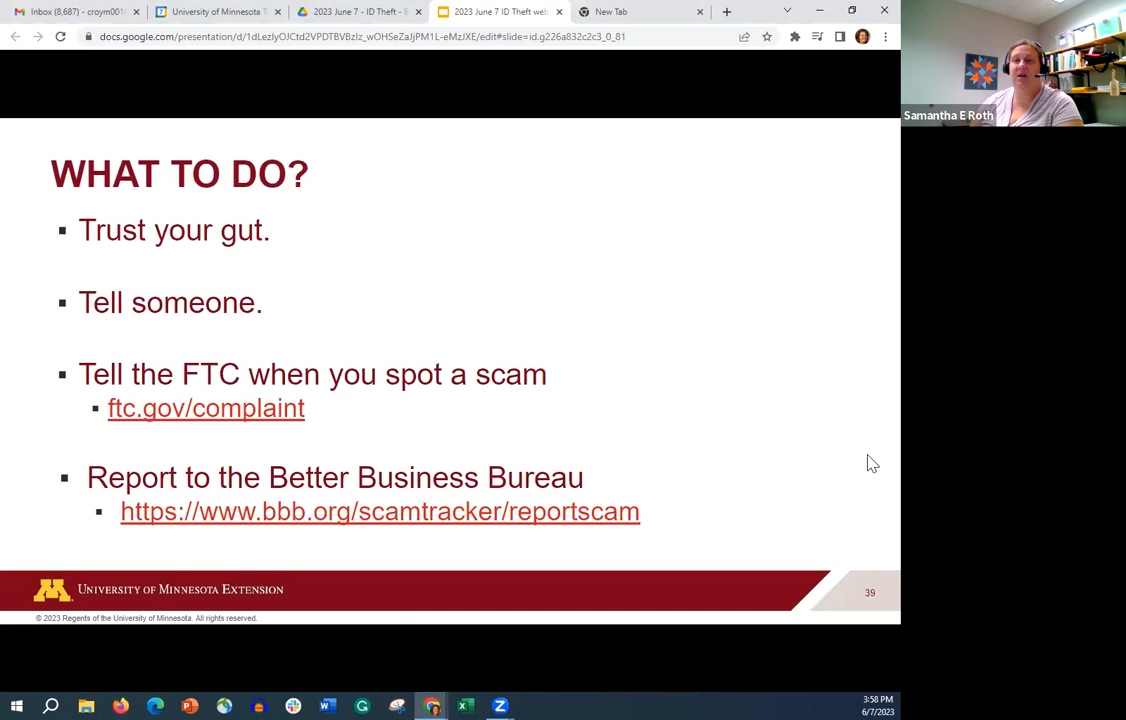 Inbox (8,687) - croym001
University of Minnesota T
2023 June 7 - ID Theft - E
2023 June 7 ID Theft web
New Tab
docs.google.com/presentation/d/1dLezlyOJCtd2VPDTBVBzIz_wOHSeZaJjPM1L-eMzJXE/edit#slide=id.g226a832c2c3_0_81
Samantha E Roth
WHAT TO DO?
▪ Trust your gut.
▪ Tell someone.
▪ Tell the FTC when you spot a scam
▪ ftc.gov/complaint
▪ Report to the Better Business Bureau
▪ https://www.bbb.org/scamtracker/reportscam
UNIVERSITY OF MINNESOTA EXTENSION
39
© 2023 Regents of the University of Minnesota. All rights reserved.
3:58 PM
6/7/2023